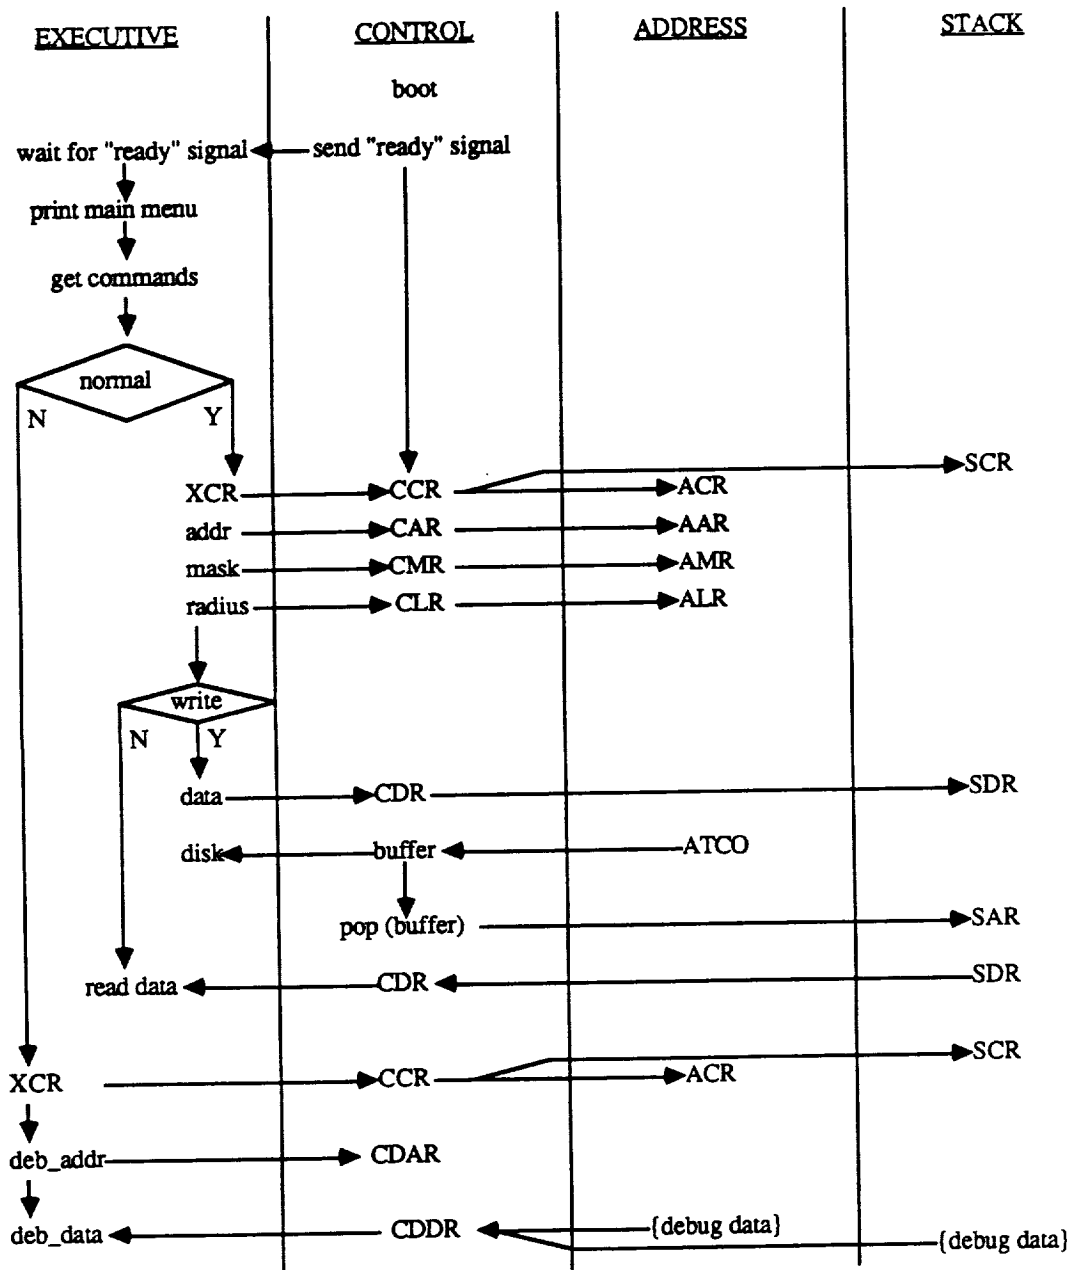 EXECUTIVE CONTROL ADDRESS STACK
boot
wait for "ready" signal send "ready" signal
print main menu
get commands
normal
N Y
SCR
XCR CCR ACR
addr CAR AAR
mask CMR AMR
radius CLR ALR
write
N Y
data CDR SDR
disk buffer ATCO
pop (buffer) SAR
read data CDR SDR
SCR
XCR CCR ACR
deb_addr CDAR
deb_data CDDR {debug data}
{debug data}